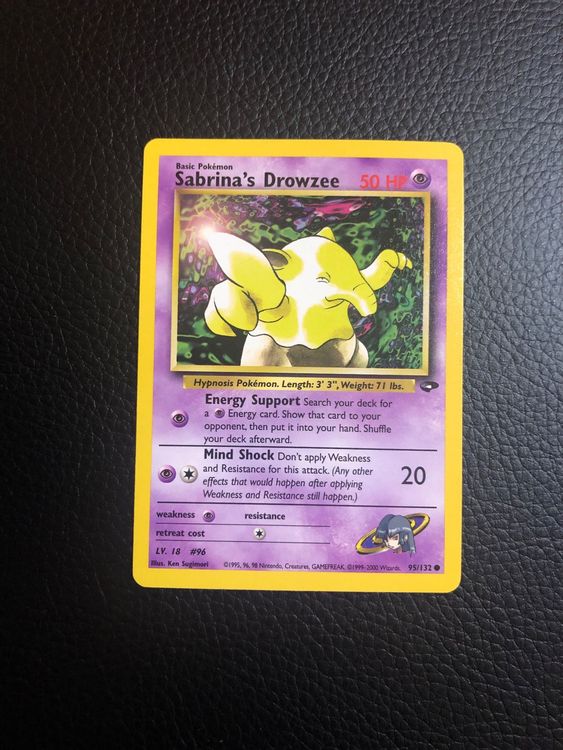 Basic Pokémon
Sabrina's Drowzee 50 HP
Hypnosis Pokémon. Length: 3' 3", Weight: 71 lbs.
Energy Support Search your deck for
a Energy card. Show that card to your
opponent, then put it into your hand. Shuffle
your deck afterward.
Mind Shock Don't apply Weakness
and Resistance for this attack. (Any other
effects that would happen after applying
Weakness and Resistance still happen.)
20
weakness resistance
retreat cost
LV. 18 #96
Illus. Ken Sugimori ©1995, 96, 98 Nintendo, Creatures, GAMEFREAK. ©1999-2000 Wizards. 95/132